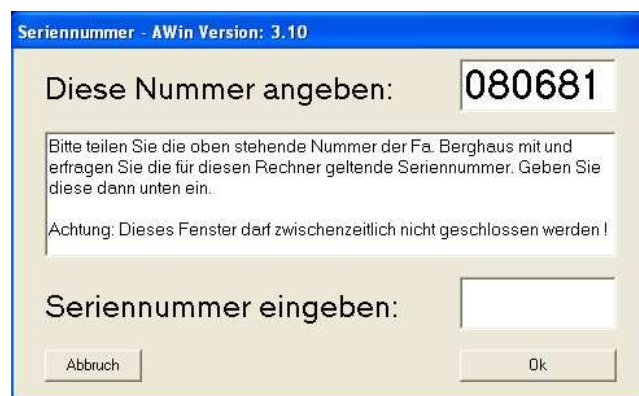 Seriennummer - AWin Version: 3.10
Diese Nummer angeben: 080681
Bitte teilen Sie die oben stehende Nummer der Fa. Berghaus mit und
erfragen Sie die für diesen Rechner geltende Seriennummer. Geben Sie
diese dann unten ein.
Achtung: Dieses Fenster darf zwischenzeitlich nicht geschlossen werden !
Seriennummer eingeben:
Abbruch Ok